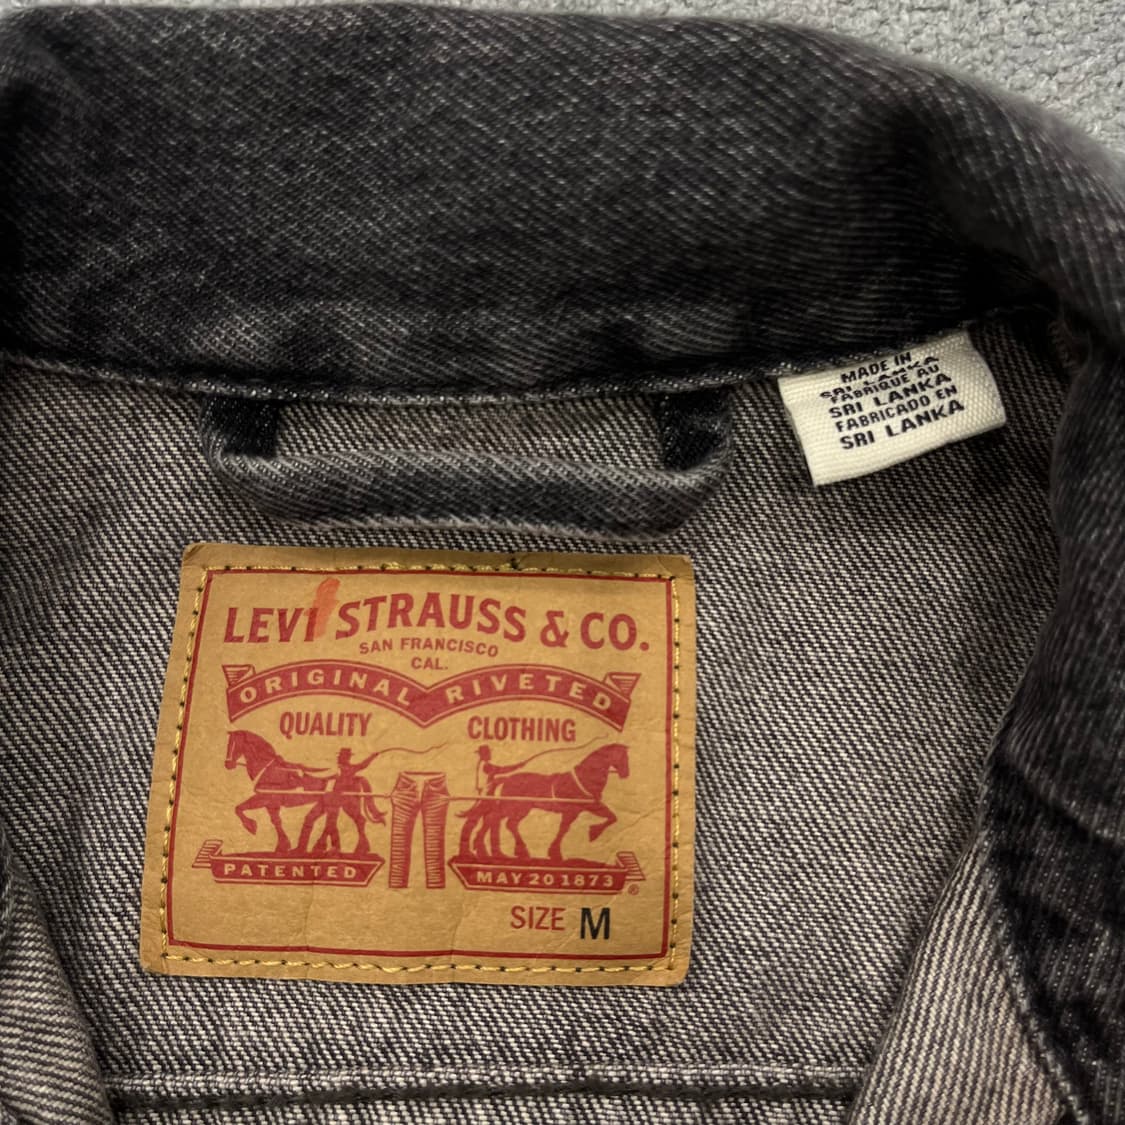 MADE IN
SRI LANKA
FABRIQUE AU
SRI LANKA
FABRICADO EN
SRI LANKA
LEVI STRAUSS & CO.
SAN FRANCISCO
CAL.
ORIGINAL RIVETED
QUALITY CLOTHING
PATENTED MAY 20 1873 ®
SIZE M